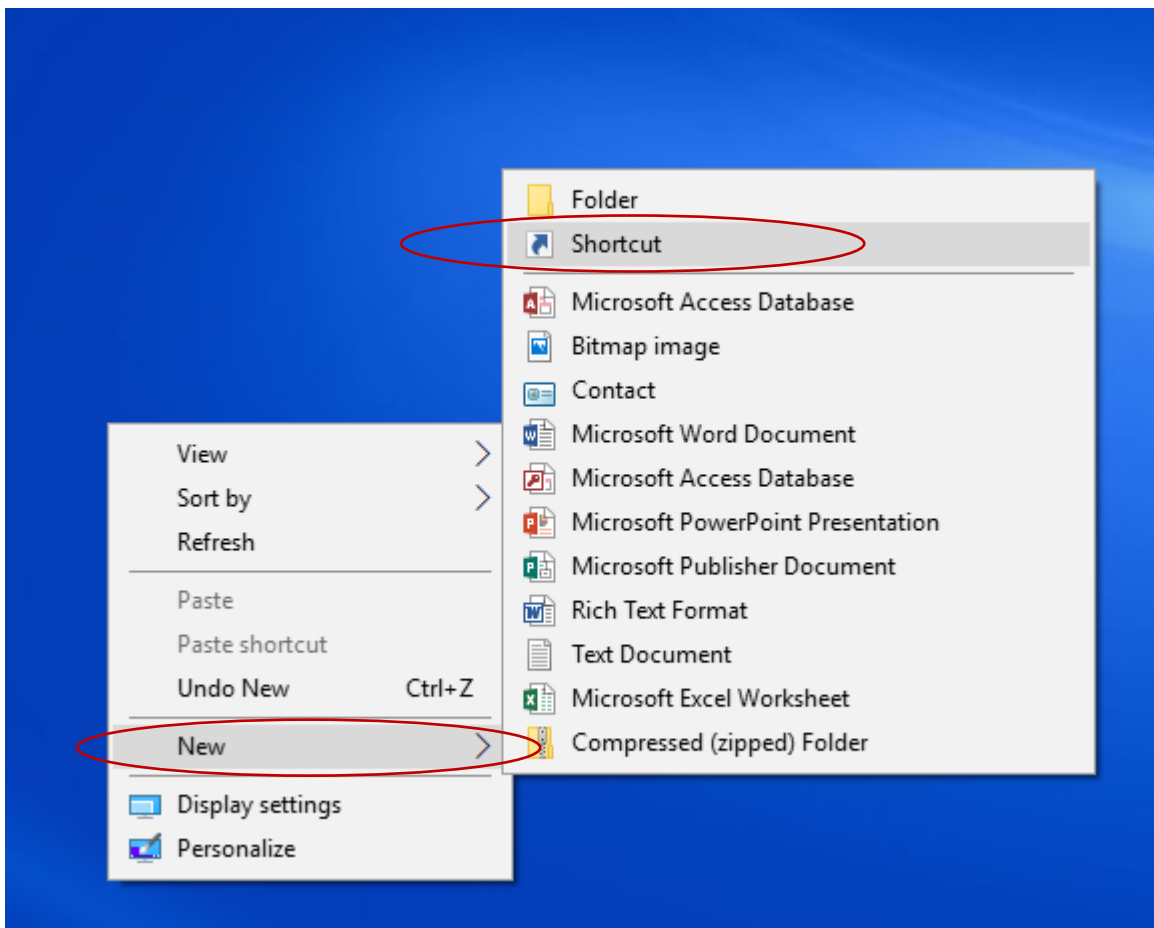 Folder
Shortcut
Microsoft Access Database
Bitmap image
Contact
Microsoft Word Document
Microsoft Access Database
Microsoft PowerPoint Presentation
Microsoft Publisher Document
Rich Text Format
Text Document
Microsoft Excel Worksheet
Compressed (zipped) Folder
View
Sort by
Refresh
Paste
Paste shortcut
Undo New Ctrl+Z
New
Display settings
Personalize